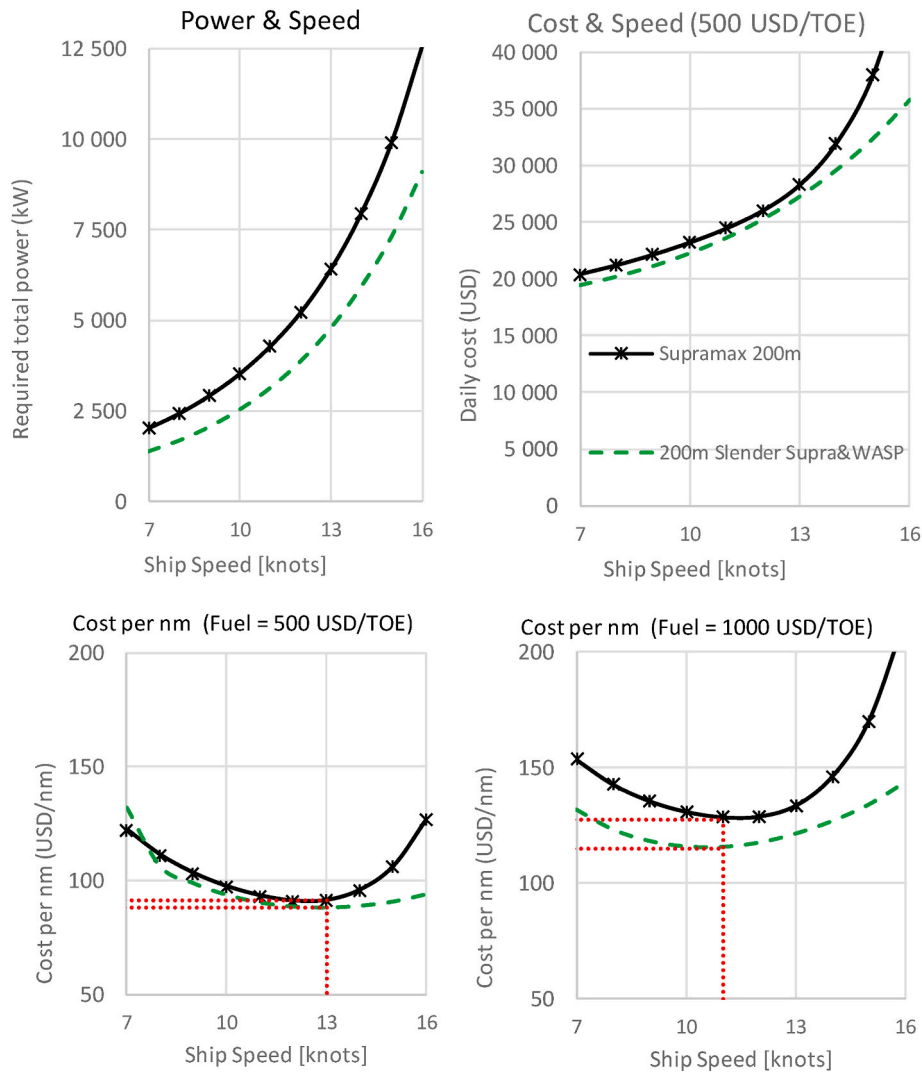 Power & Speed
12 500
10 000
7 500
5 000
2 500
0
Required total power (kW)
7
10
13
16
Ship Speed [knots]
Cost & Speed (500 USD/TOE)
40 000
35 000
30 000
25 000
20 000
15 000
10 000
5 000
0
Daily cost (USD)
Supramax 200m
200m Slender Supra&WASP
7
10
13
16
Ship Speed [knots]
Cost per nm (Fuel = 500 USD/TOE)
200
150
100
50
Cost per nm (USD/nm)
7
10
13
16
Ship Speed [knots]
Cost per nm (Fuel = 1000 USD/TOE)
200
150
100
50
Cost per nm (USD/nm)
7
10
13
16
Ship Speed [knots]